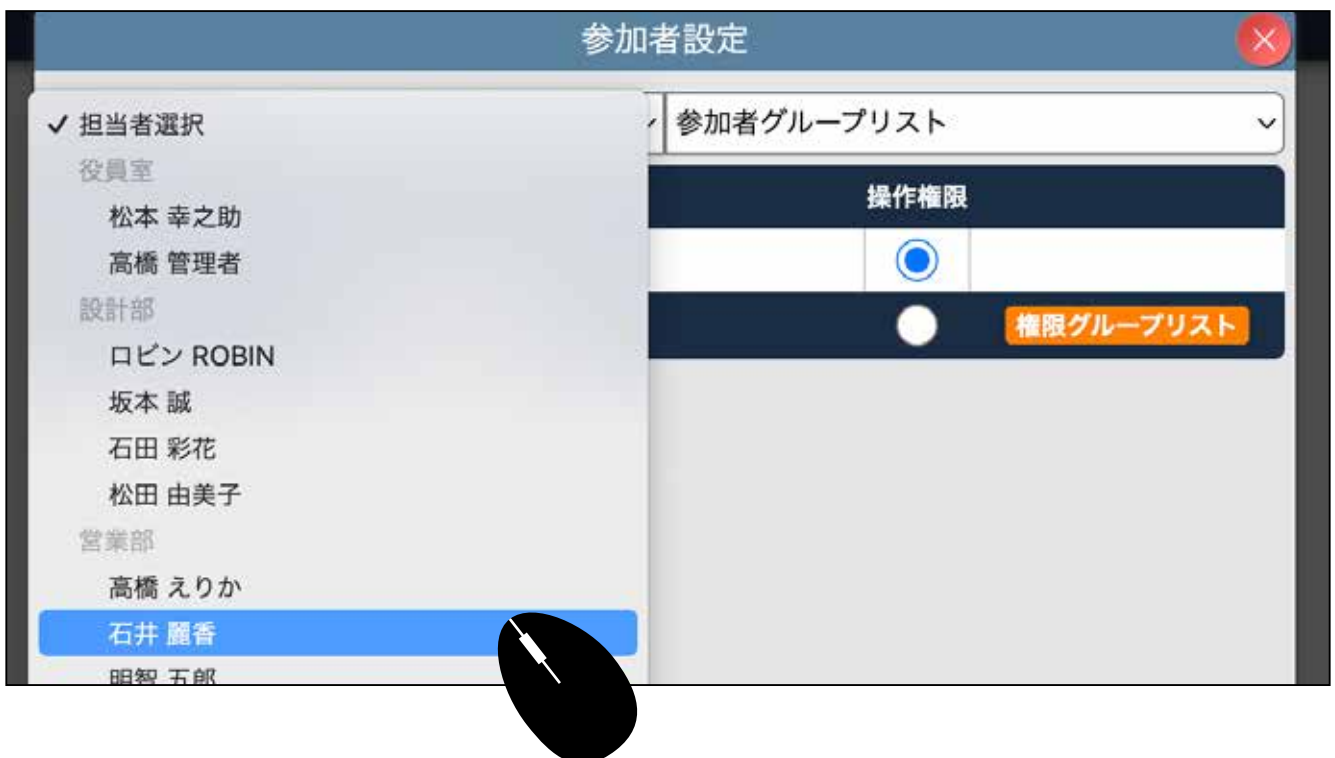 参加者設定
✓ 担当者選択
参加者グループリスト
役員室
松本 幸之助
操作権限
高橋 管理者
設計部
権限グループリスト
ロビン ROBIN
坂本 誠
石田 彩花
松田 由美子
営業部
高橋 えりか
石井 麗香
明智 五郎